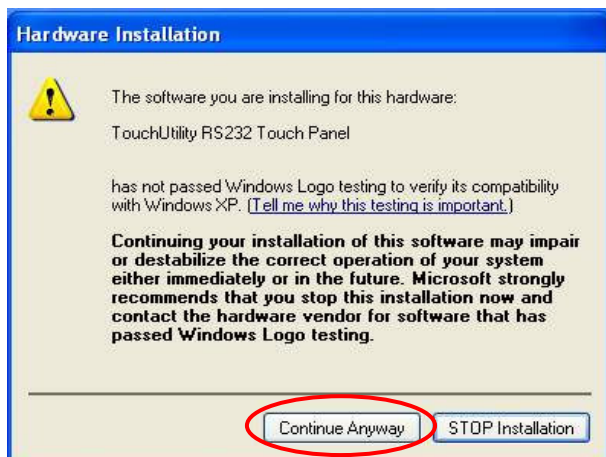 Hardware Installation
The software you are installing for this hardware:
TouchUtility RS232 Touch Panel
has not passed Windows Logo testing to verify its compatibility
with Windows XP. (Tell me why this testing is important.)
Continuing your installation of this software may impair
or destabilize the correct operation of your system
either immediately or in the future. Microsoft strongly
recommends that you stop this installation now and
contact the hardware vendor for software that has
passed Windows Logo testing.
Continue Anyway STOP Installation